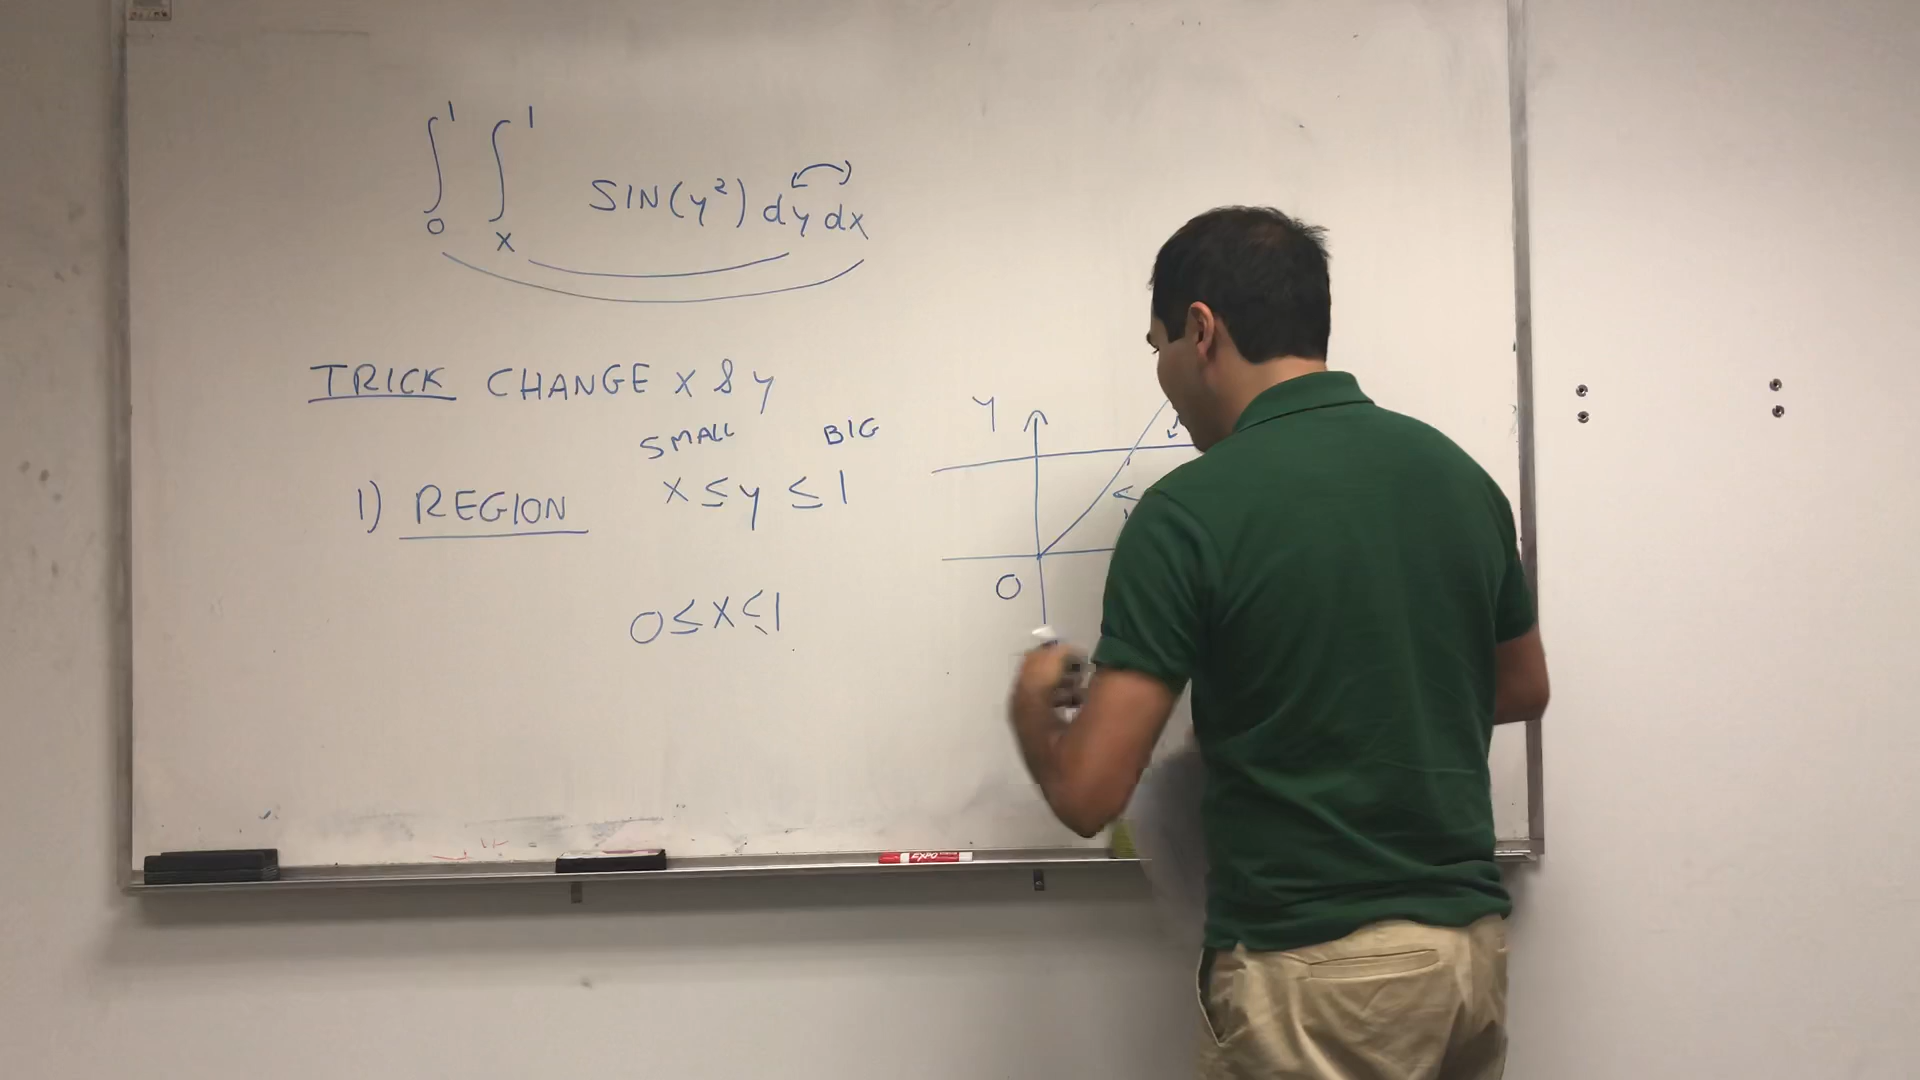 ∫₀¹ ∫ₓ¹ SIN(y²) dy dx
TRICK CHANGE X & y
SMALL BIG
1) REGION x ≤ y ≤ 1
0 ≤ x ≤ 1
y
0
EXPO